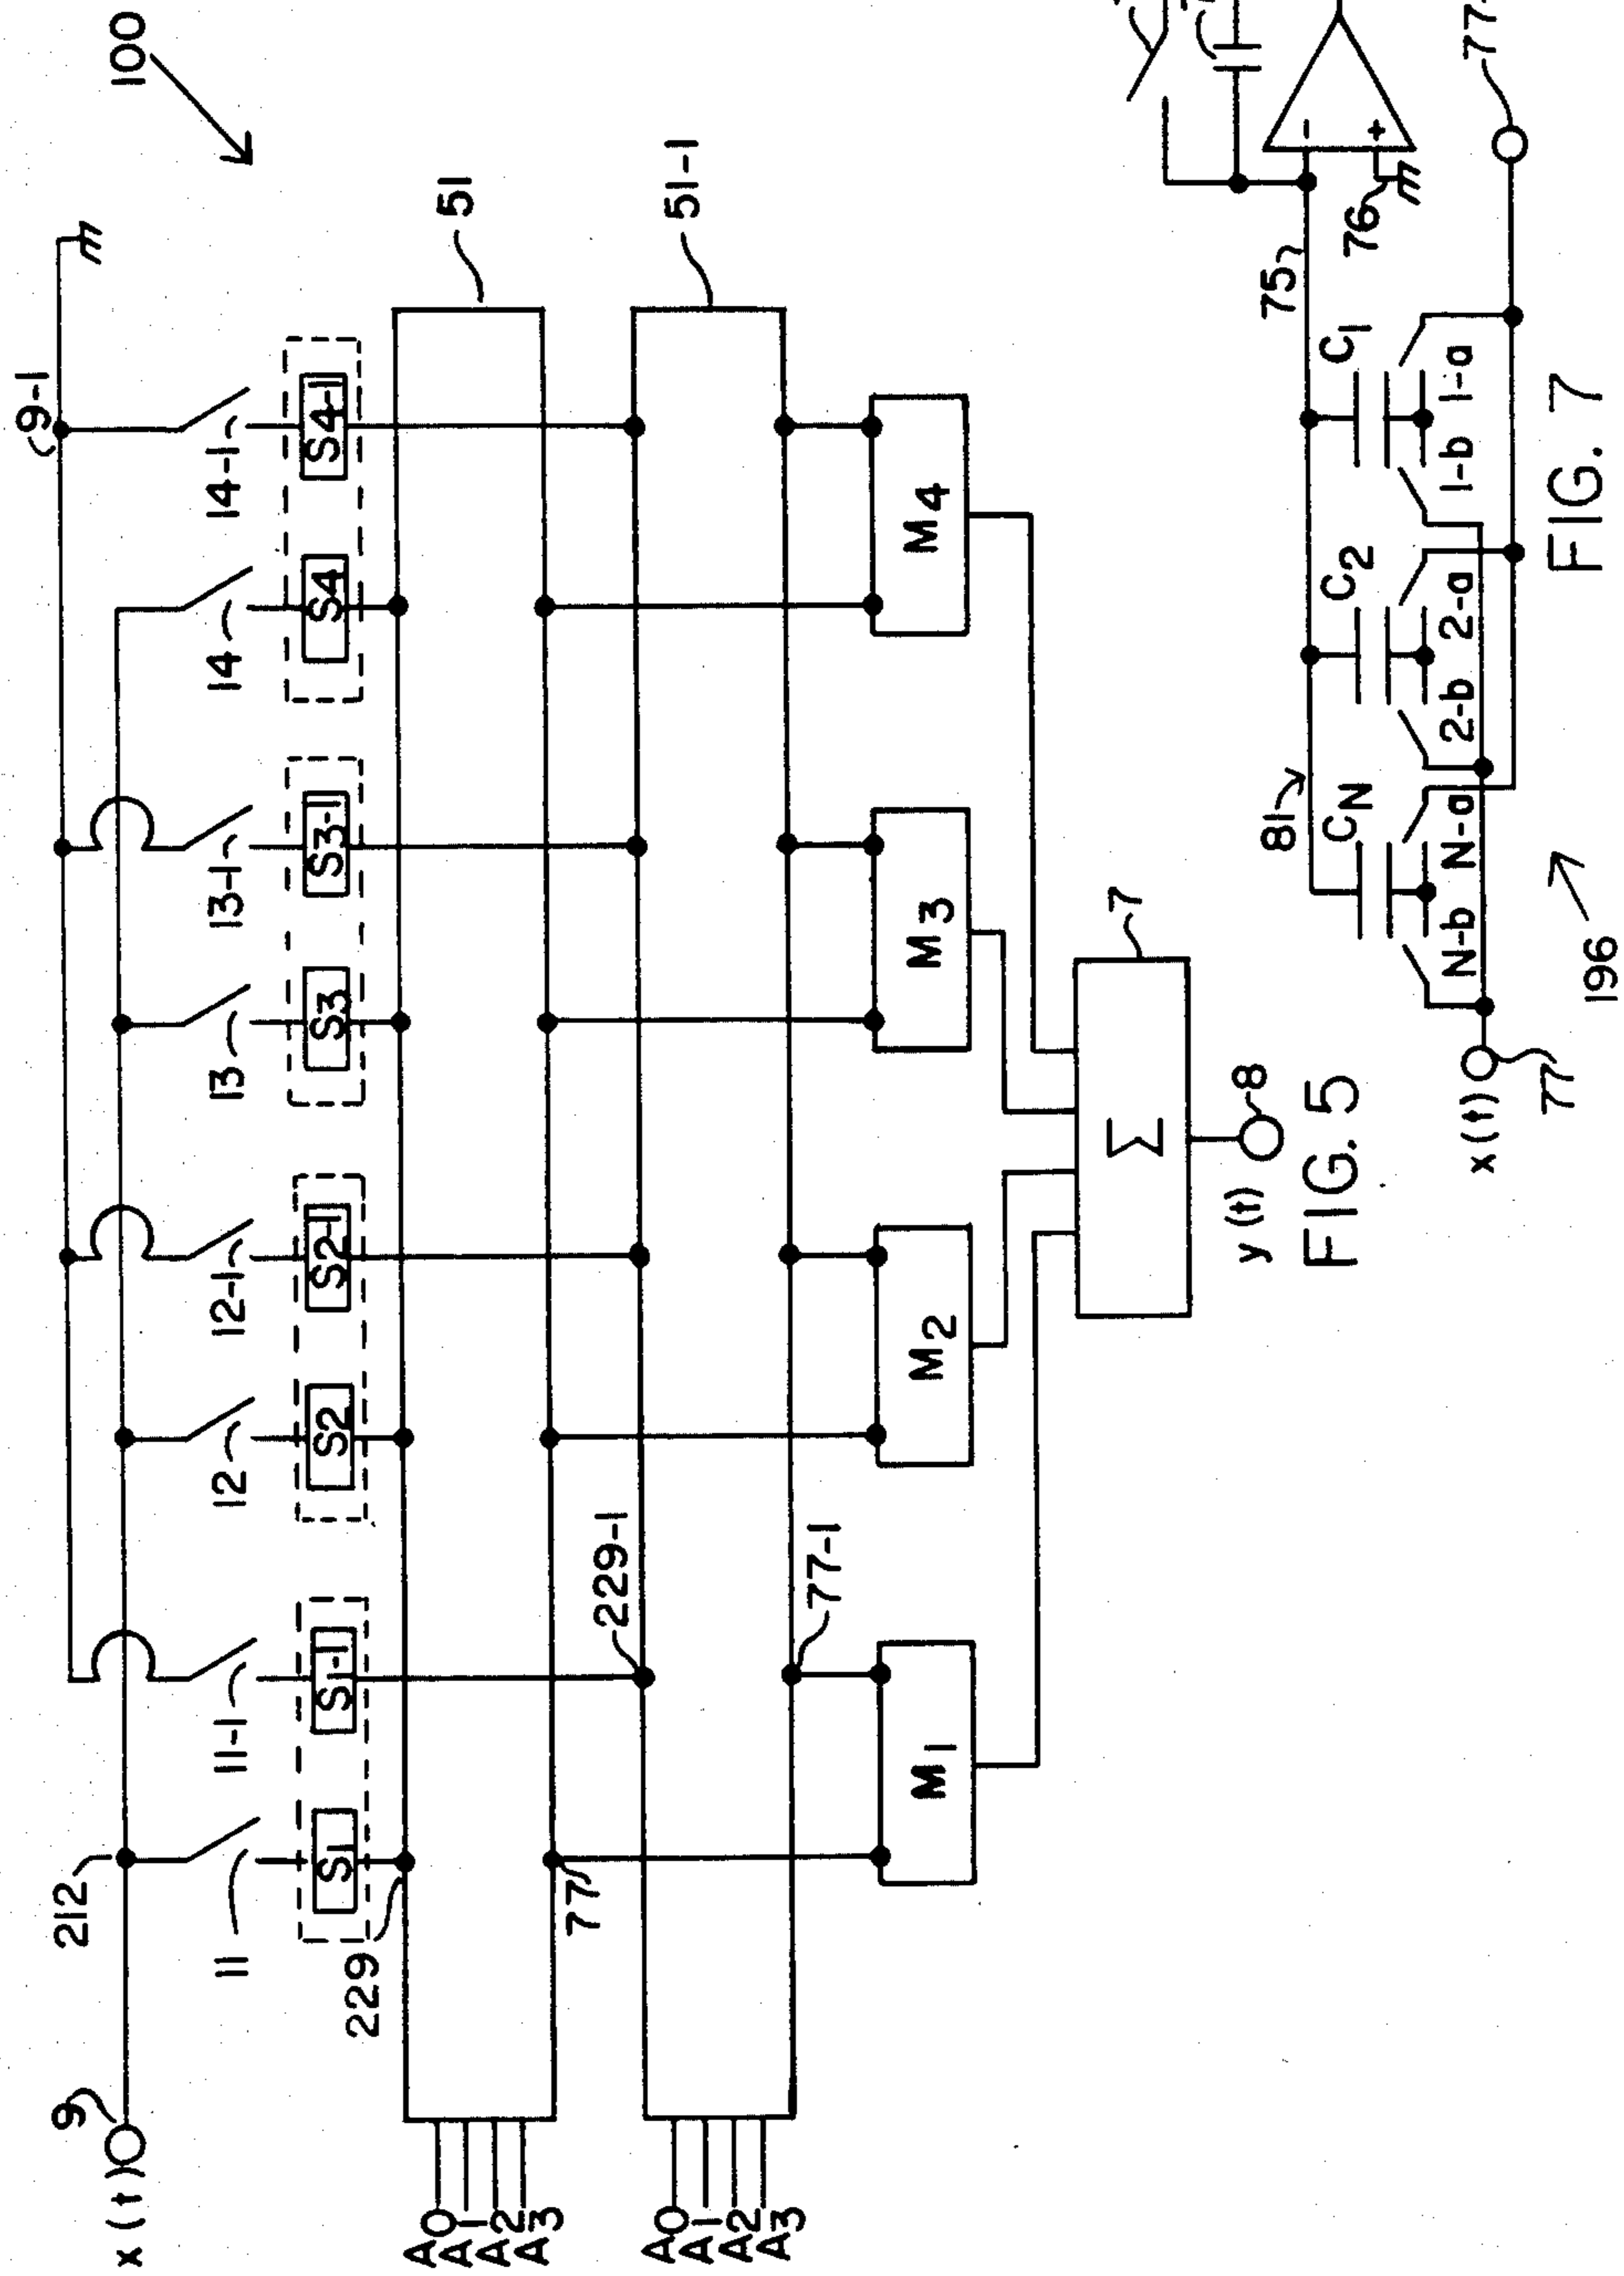 100
9-1
212
9
x(t)
11
11-1
12
12-1
13
13-1
14
14-1
S1
S1-1
S2
S2-1
S3
S3-1
S4
S4-1
229
51
A0
A1
A2
A3
77
229-1
51-1
A0
A1
A2
A3
77-1
M1
M2
M3
M4
Σ
7
y(t)
8
FIG. 5
75
76
-
+
81
CN
C2
C1
N-b
N-a
2-b
2-a
1-b
1-a
x(t)
77
196
FIG. 7